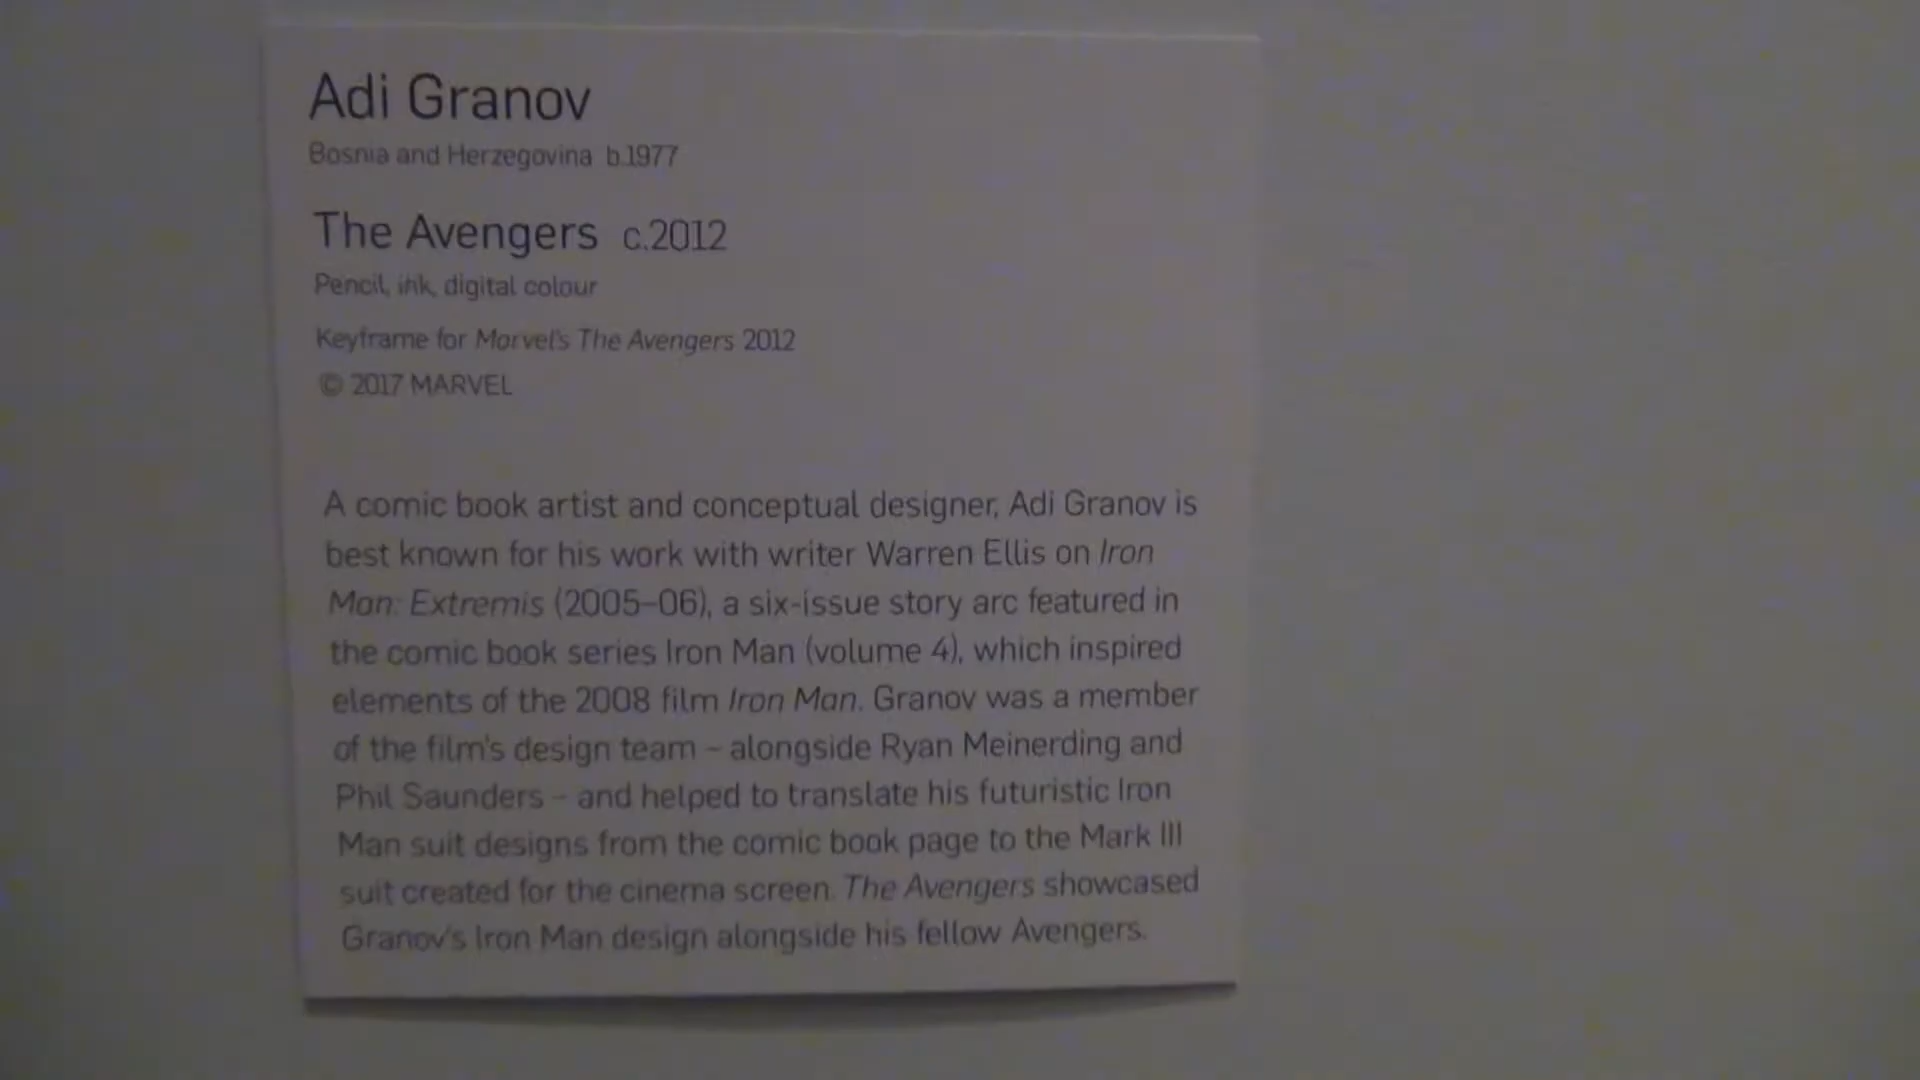 Adi Granov
Bosnia and Herzegovina b.1977
The Avengers c.2012
Pencil, ink, digital colour
Keyframe for Marvel's The Avengers 2012
© 2017 MARVEL
A comic book artist and conceptual designer, Adi Granov is
best known for his work with writer Warren Ellis on Iron
Man: Extremis (2005–06), a six-issue story arc featured in
the comic book series Iron Man (volume 4), which inspired
elements of the 2008 film Iron Man. Granov was a member
of the film's design team – alongside Ryan Meinerding and
Phil Saunders – and helped to translate his futuristic Iron
Man suit designs from the comic book page to the Mark III
suit created for the cinema screen. The Avengers showcased
Granov's Iron Man design alongside his fellow Avengers.